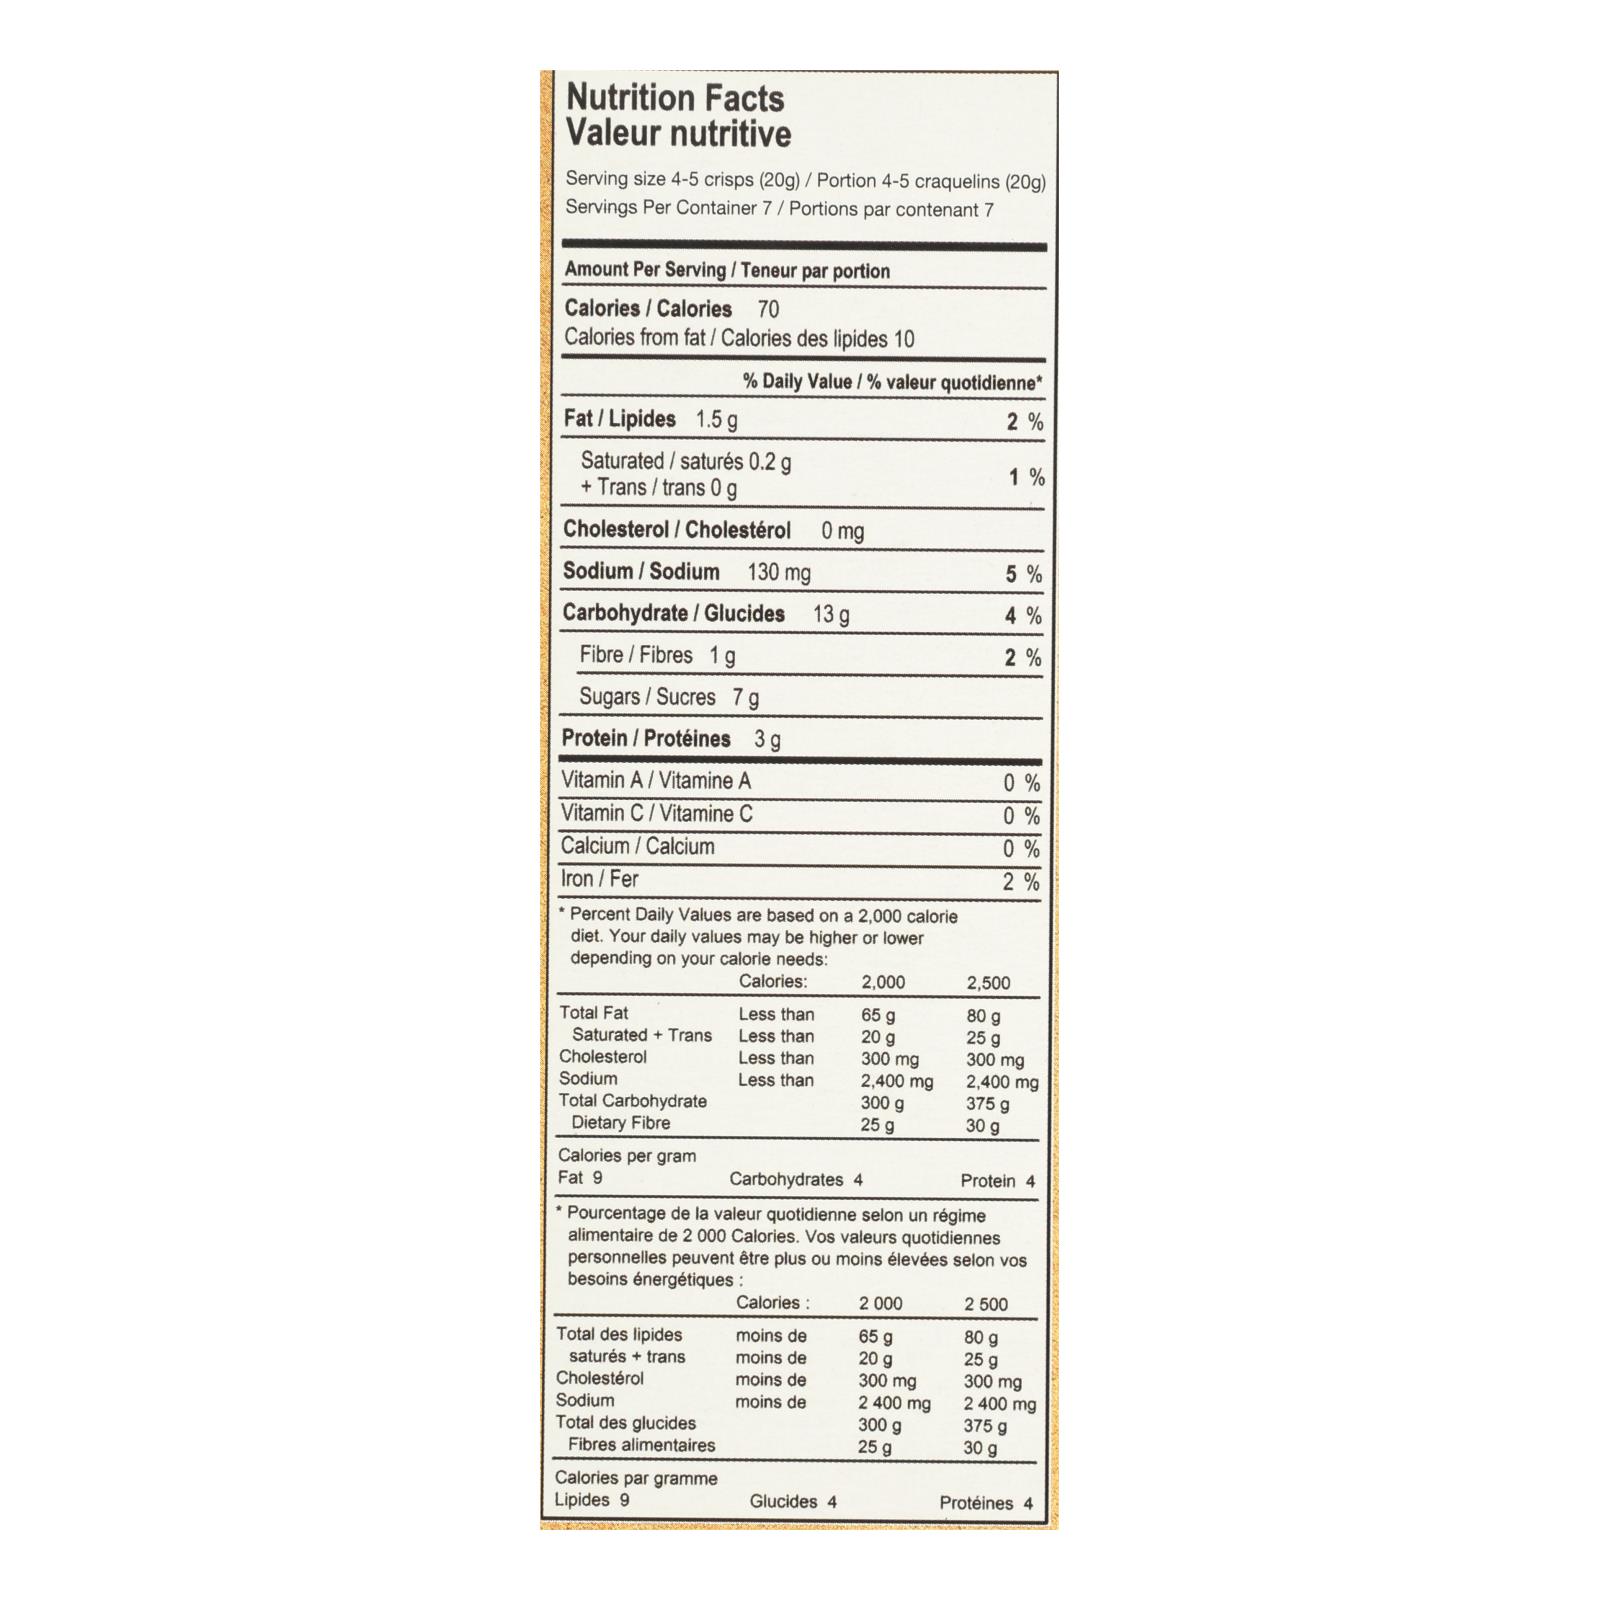 Nutrition Facts
Valeur nutritive
Serving size 4-5 crisps (20g) / Portion 4-5 craquelins (20g)
Servings Per Container 7 / Portions par contenant 7
Amount Per Serving / Teneur par portion
Calories / Calories 70
Calories from fat / Calories des lipides 10
% Daily Value / % valeur quotidienne*
Fat / Lipides 1.5 g 2 %
Saturated / saturés 0.2 g
+ Trans / trans 0 g 1 %
Cholesterol / Cholestérol 0 mg
Sodium / Sodium 130 mg 5 %
Carbohydrate / Glucides 13 g 4 %
Fibre / Fibres 1 g 2 %
Sugars / Sucres 7 g
Protein / Protéines 3 g
Vitamin A / Vitamine A 0 %
Vitamin C / Vitamine C 0 %
Calcium / Calcium 0 %
Iron / Fer 2 %
* Percent Daily Values are based on a 2,000 calorie
diet. Your daily values may be higher or lower
depending on your calorie needs:
Calories: 2,000 2,500
Total Fat Less than 65 g 80 g
Saturated + Trans Less than 20 g 25 g
Cholesterol Less than 300 mg 300 mg
Sodium Less than 2,400 mg 2,400 mg
Total Carbohydrate 300 g 375 g
Dietary Fibre 25 g 30 g
Calories per gram
Fat 9 Carbohydrates 4 Protein 4
* Pourcentage de la valeur quotidienne selon un régime
alimentaire de 2 000 Calories. Vos valeurs quotidiennes
personnelles peuvent être plus ou moins élevées selon vos
besoins énergétiques :
Calories : 2 000 2 500
Total des lipides moins de 65 g 80 g
saturés + trans moins de 20 g 25 g
Cholestérol moins de 300 mg 300 mg
Sodium moins de 2 400 mg 2 400 mg
Total des glucides 300 g 375 g
Fibres alimentaires 25 g 30 g
Calories par gramme
Lipides 9 Glucides 4 Protéines 4